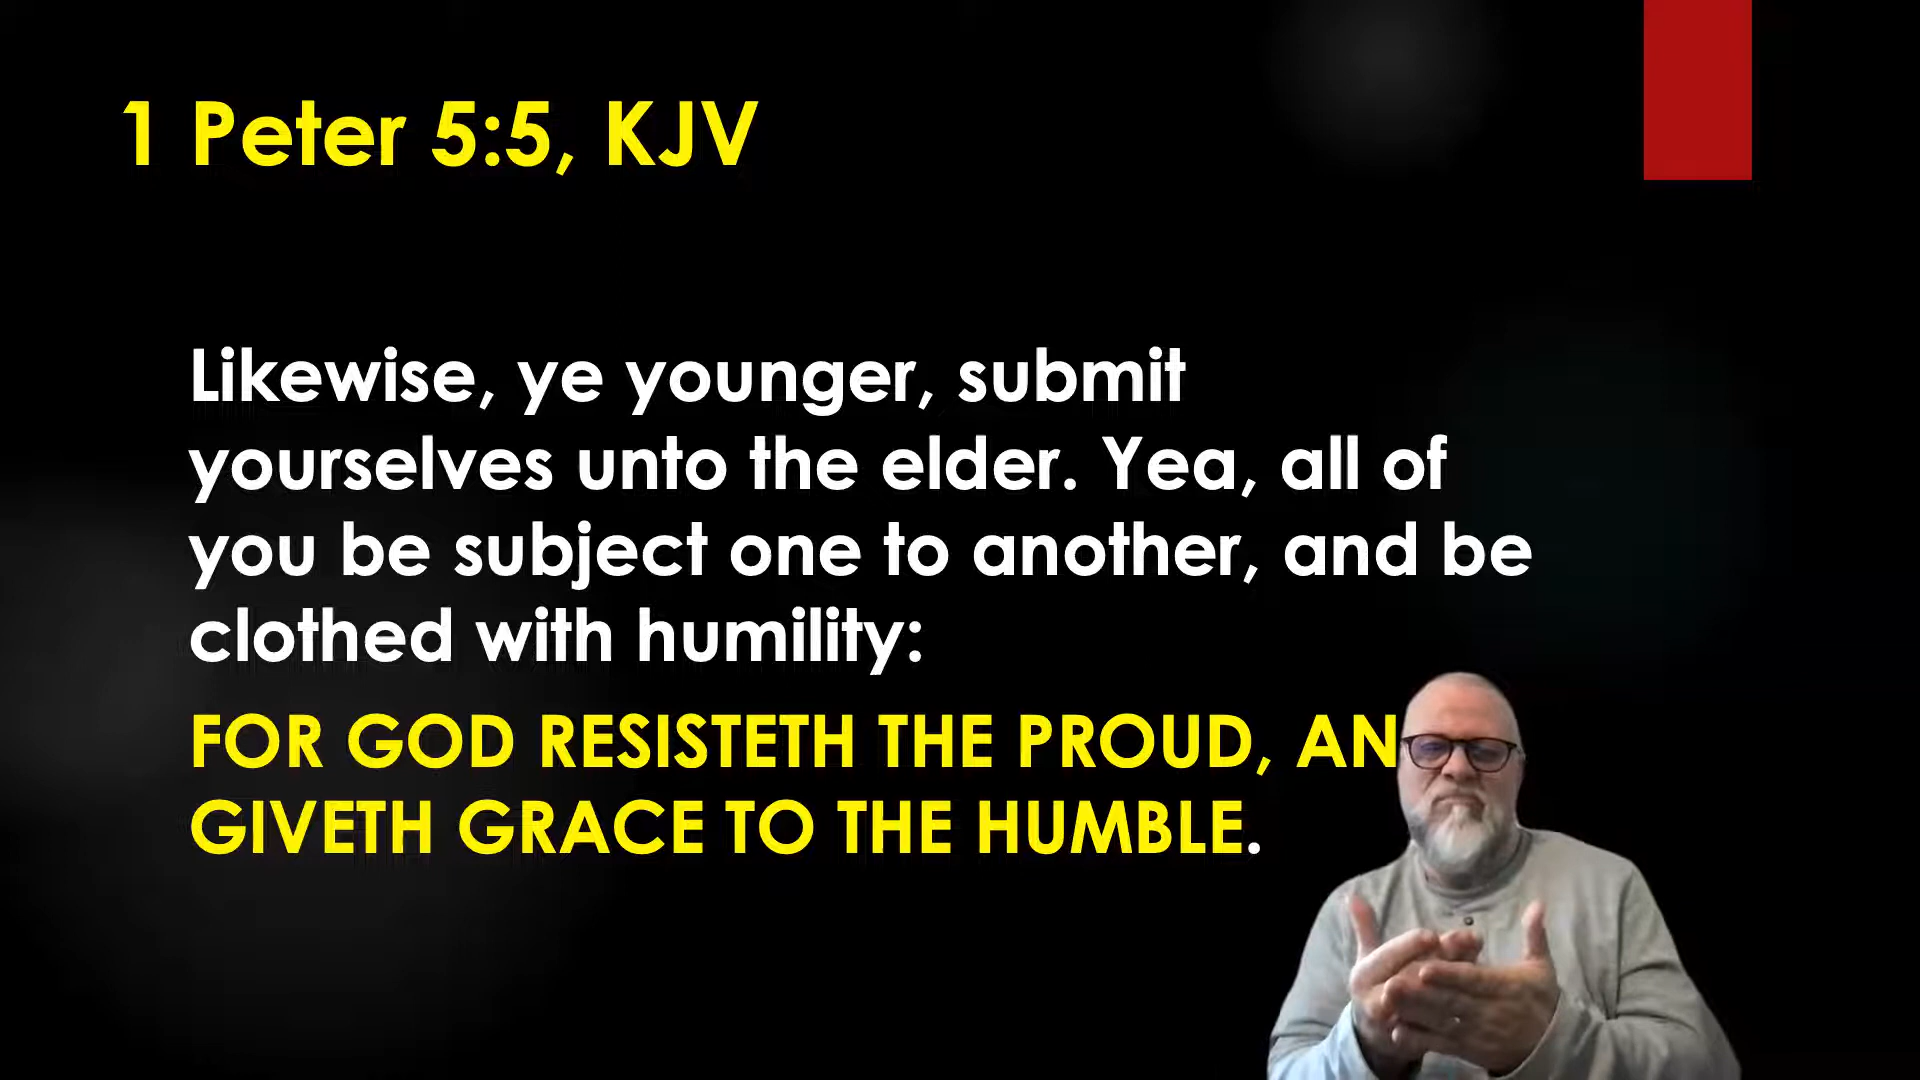 1 Peter 5:5, KJV
Likewise, ye younger, submit
yourselves unto the elder. Yea, all of
you be subject one to another, and be
clothed with humility:
FOR GOD RESISTETH THE PROUD, AN
GIVETH GRACE TO THE HUMBLE.